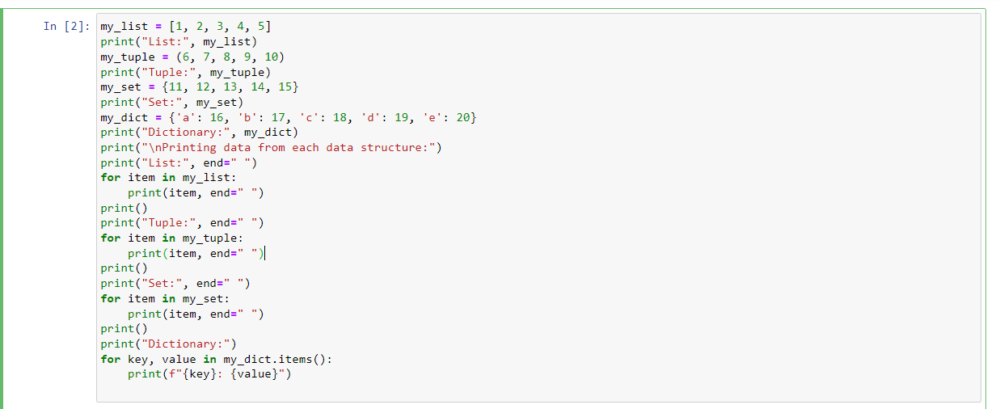 In [2]: my_list = [1, 2, 3, 4, 5]
print("List:", my_list)
my_tuple = (6, 7, 8, 9, 10)
print("Tuple:", my_tuple)
my_set = {11, 12, 13, 14, 15}
print("Set:", my_set)
my_dict = {'a': 16, 'b': 17, 'c': 18, 'd': 19, 'e': 20}
print("Dictionary:", my_dict)
print("\nPrinting data from each data structure:")
print("List:", end=" ")
for item in my_list:
    print(item, end=" ")
print()
print("Tuple:", end=" ")
for item in my_tuple:
    print(item, end=" ")
print()
print("Set:", end=" ")
for item in my_set:
    print(item, end=" ")
print()
print("Dictionary:")
for key, value in my_dict.items():
    print(f"{key}: {value}")